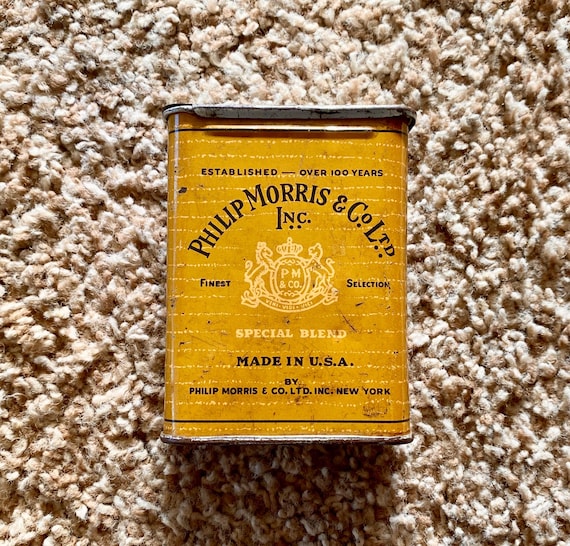 ESTABLISHED — OVER 100 YEARS
PHILIP MORRIS & CO. LTD.
INC.
P·M
& CO.
FINEST SELECTION
SPECIAL BLEND
MADE IN U.S.A.
BY
PHILIP MORRIS & CO. LTD. INC. NEW YORK